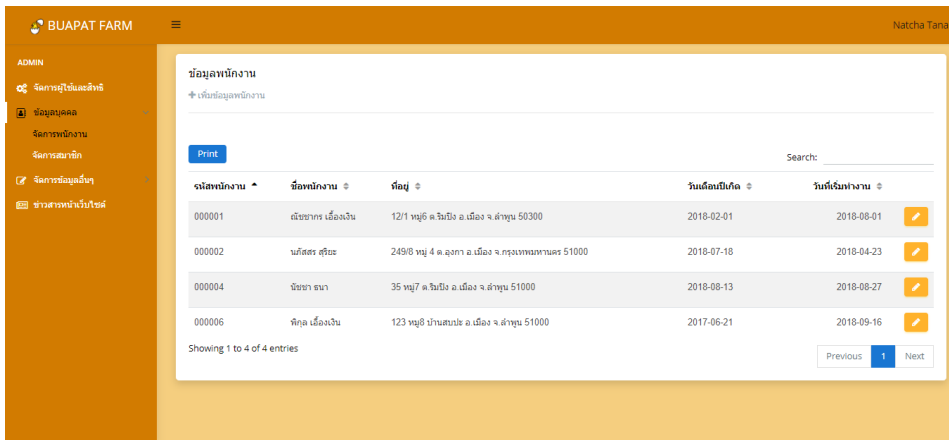 BUAPAT FARM
Natcha Tana
ADMIN
จัดการผู้ใช้และสิทธิ
ข้อมูลบุคคล
จัดการพนักงาน
จัดการสมาชิก
จัดการข้อมูลอื่นๆ
ข่าวสารหน้าเว็บไซต์
ข้อมูลพนักงาน
+ เพิ่มข้อมูลพนักงาน
Print
Search:
รหัสพนักงาน ชื่อพนักงาน ที่อยู่ วันเดือนปีเกิด วันที่เริ่มทำงาน
000001 ณัชชากร เอื้องเงิน 12/1 หมู่6 ต.ริมปิง อ.เมือง จ.ลำพูน 50300 2018-02-01 2018-08-01
000002 นภัสสร สุริยะ 249/8 หมู่ 4 ต.อุงกา อ.เมือง จ.กรุงเทพมหานคร 51000 2018-07-18 2018-04-23
000004 นัชชา ธนา 35 หมู่7 ต.ริมปิง อ.เมือง จ.ลำพูน 51000 2018-08-13 2018-08-27
000006 พิกุล เอื้องเงิน 123 หมู่8 บ้านสบปะ อ.เมือง จ.ลำพูน 51000 2017-06-21 2018-09-16
Showing 1 to 4 of 4 entries
Previous 1 Next